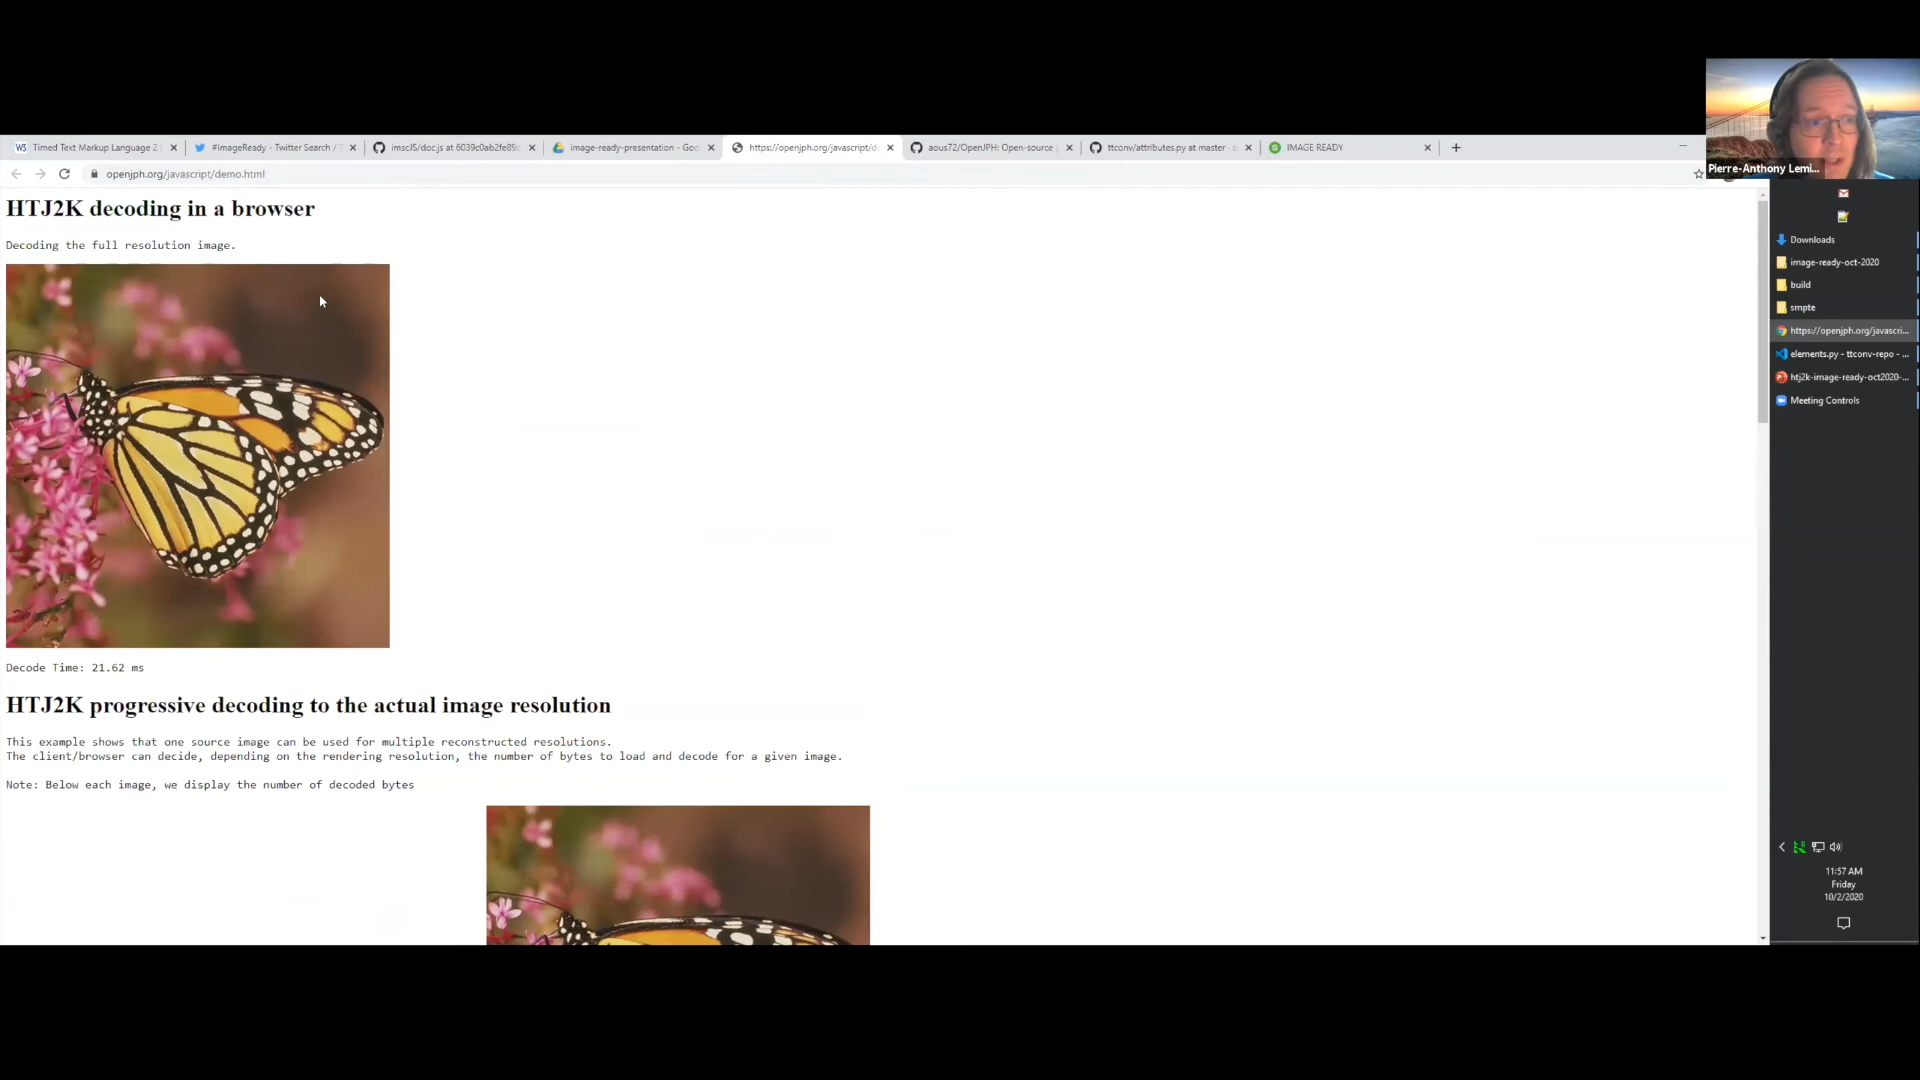 Pierre-Anthony Lemi...
Timed Text Markup Language 2
#imageReady - Twitter Search /
imscJS/doc.js at 6039c0ab2fe89
image-ready-presentation - Goo
https://openjph.org/javascript/d
aous72/OpenJPH: Open-source
ttconv/attributes.py at master
IMAGE READY
openjph.org/javascript/demo.html
HTJ2K decoding in a browser
Decoding the full resolution image.
Decode Time: 21.62 ms
HTJ2K progressive decoding to the actual image resolution
This example shows that one source image can be used for multiple reconstructed resolutions.
The client/browser can decide, depending on the rendering resolution, the number of bytes to load and decode for a given image.
Note: Below each image, we display the number of decoded bytes
Downloads
image-ready-oct-2020
build
smpte
https://openjph.org/javascri...
elements.py - ttconv-repo - ...
htj2k-image-ready-oct2020-...
Meeting Controls
11:57 AM
Friday
10/2/2020